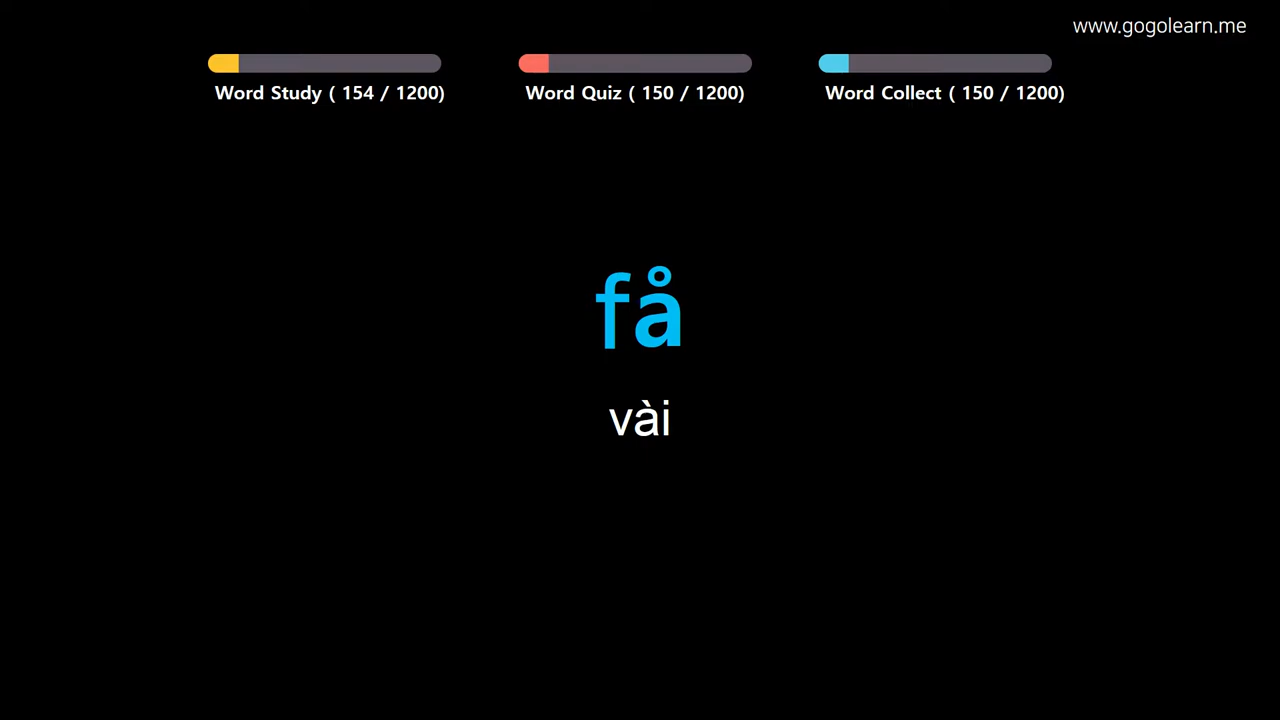 www.gogolearn.me
Word Study ( 154 / 1200)
Word Quiz ( 150 / 1200)
Word Collect ( 150 / 1200)
få
vài